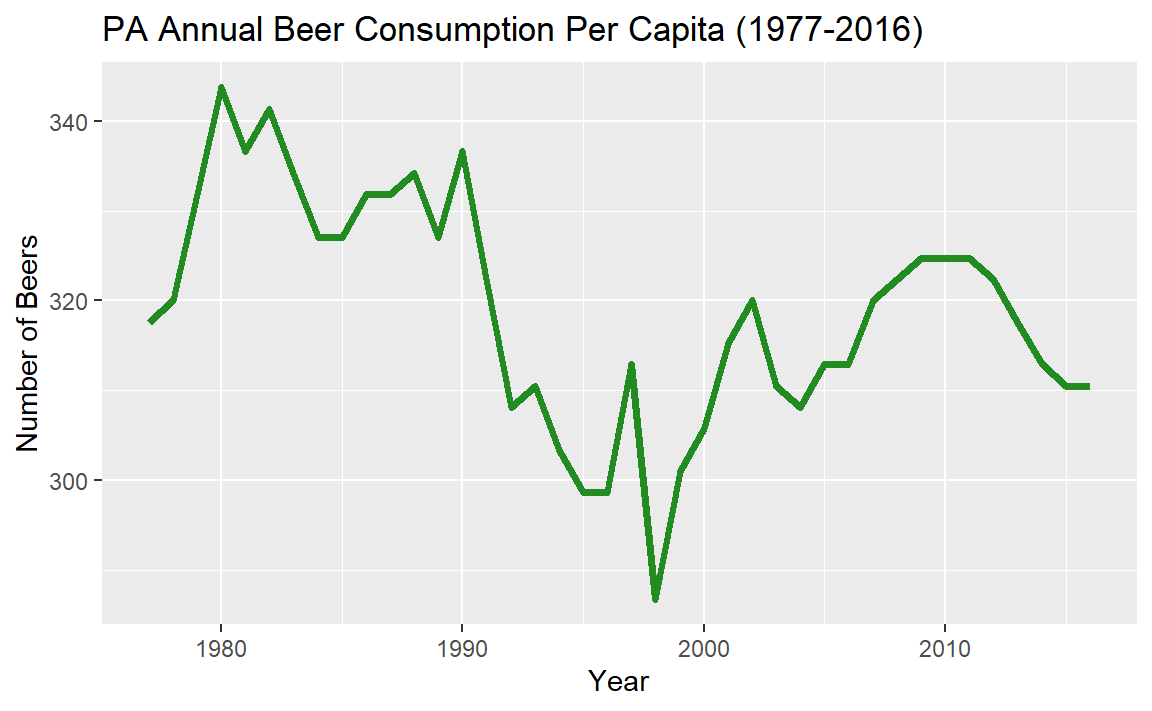 PA Annual Beer Consumption Per Capita (1977-2016)
Number of Beers
340
320
300
1980 1990 2000 2010
Year